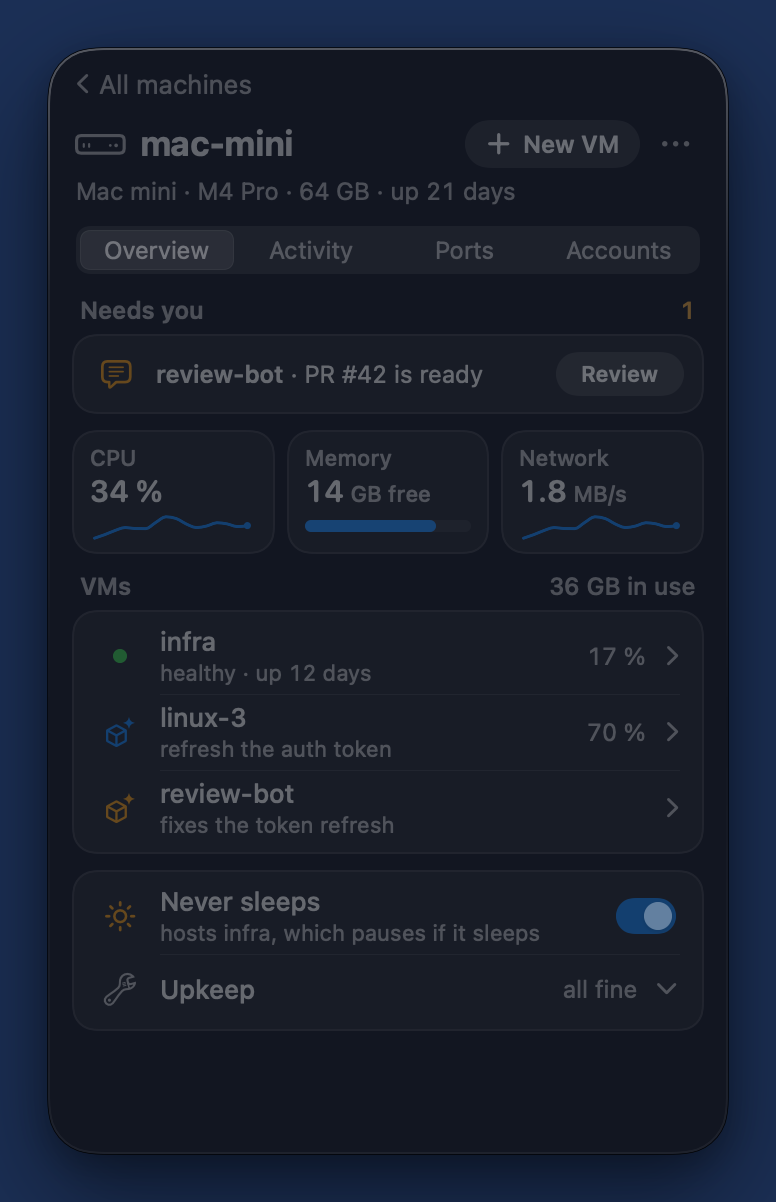 All machines
mac-mini
New VM
Mac mini · M4 Pro · 64 GB · up 21 days
Overview Activity Ports Accounts
Needs you 1
review-bot · PR #42 is ready Review
CPU Memory Network
34 % 14 GB free 1.8 MB/s
VMs 36 GB in use
infra
healthy · up 12 days
17 %
linux-3
refresh the auth token
70 %
review-bot
fixes the token refresh
Never sleeps
hosts infra, which pauses if it sleeps
Upkeep all fine